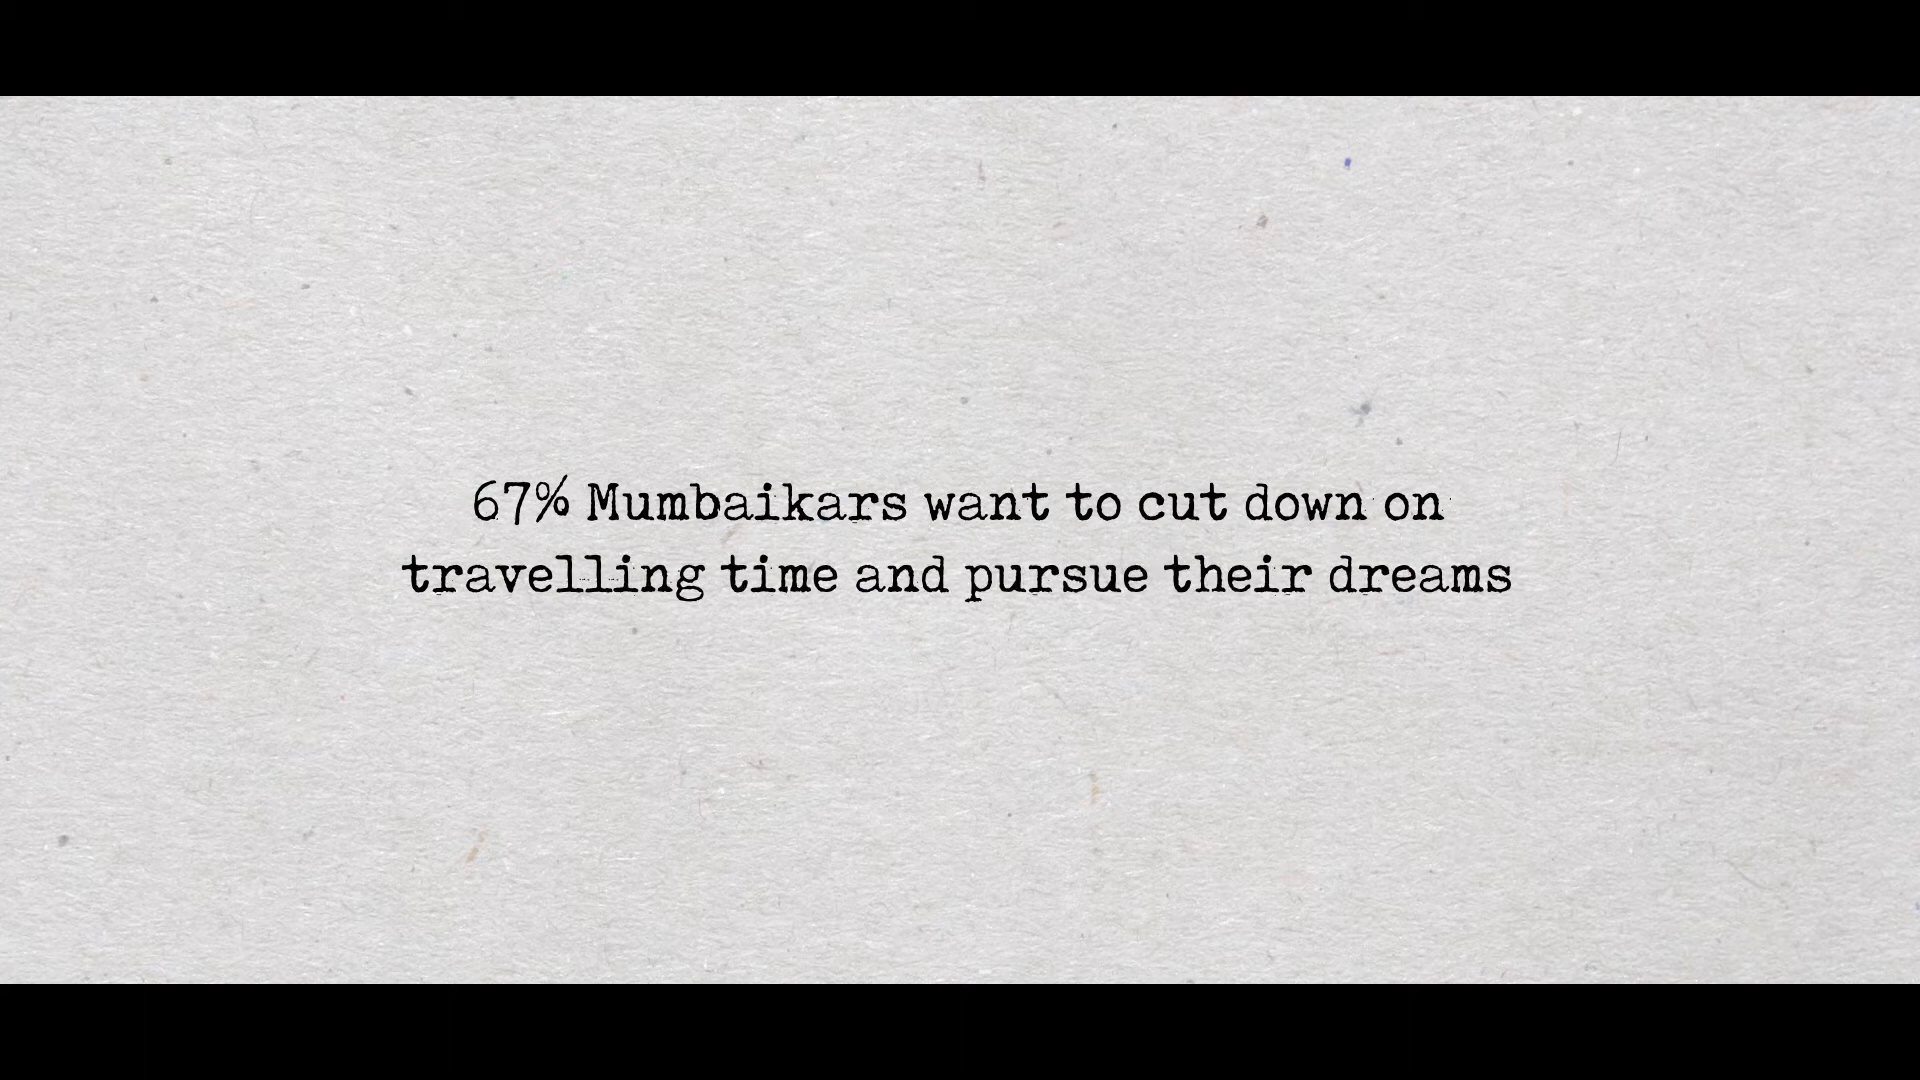 67% Mumbaikars want to cut down on
travelling time and pursue their dreams